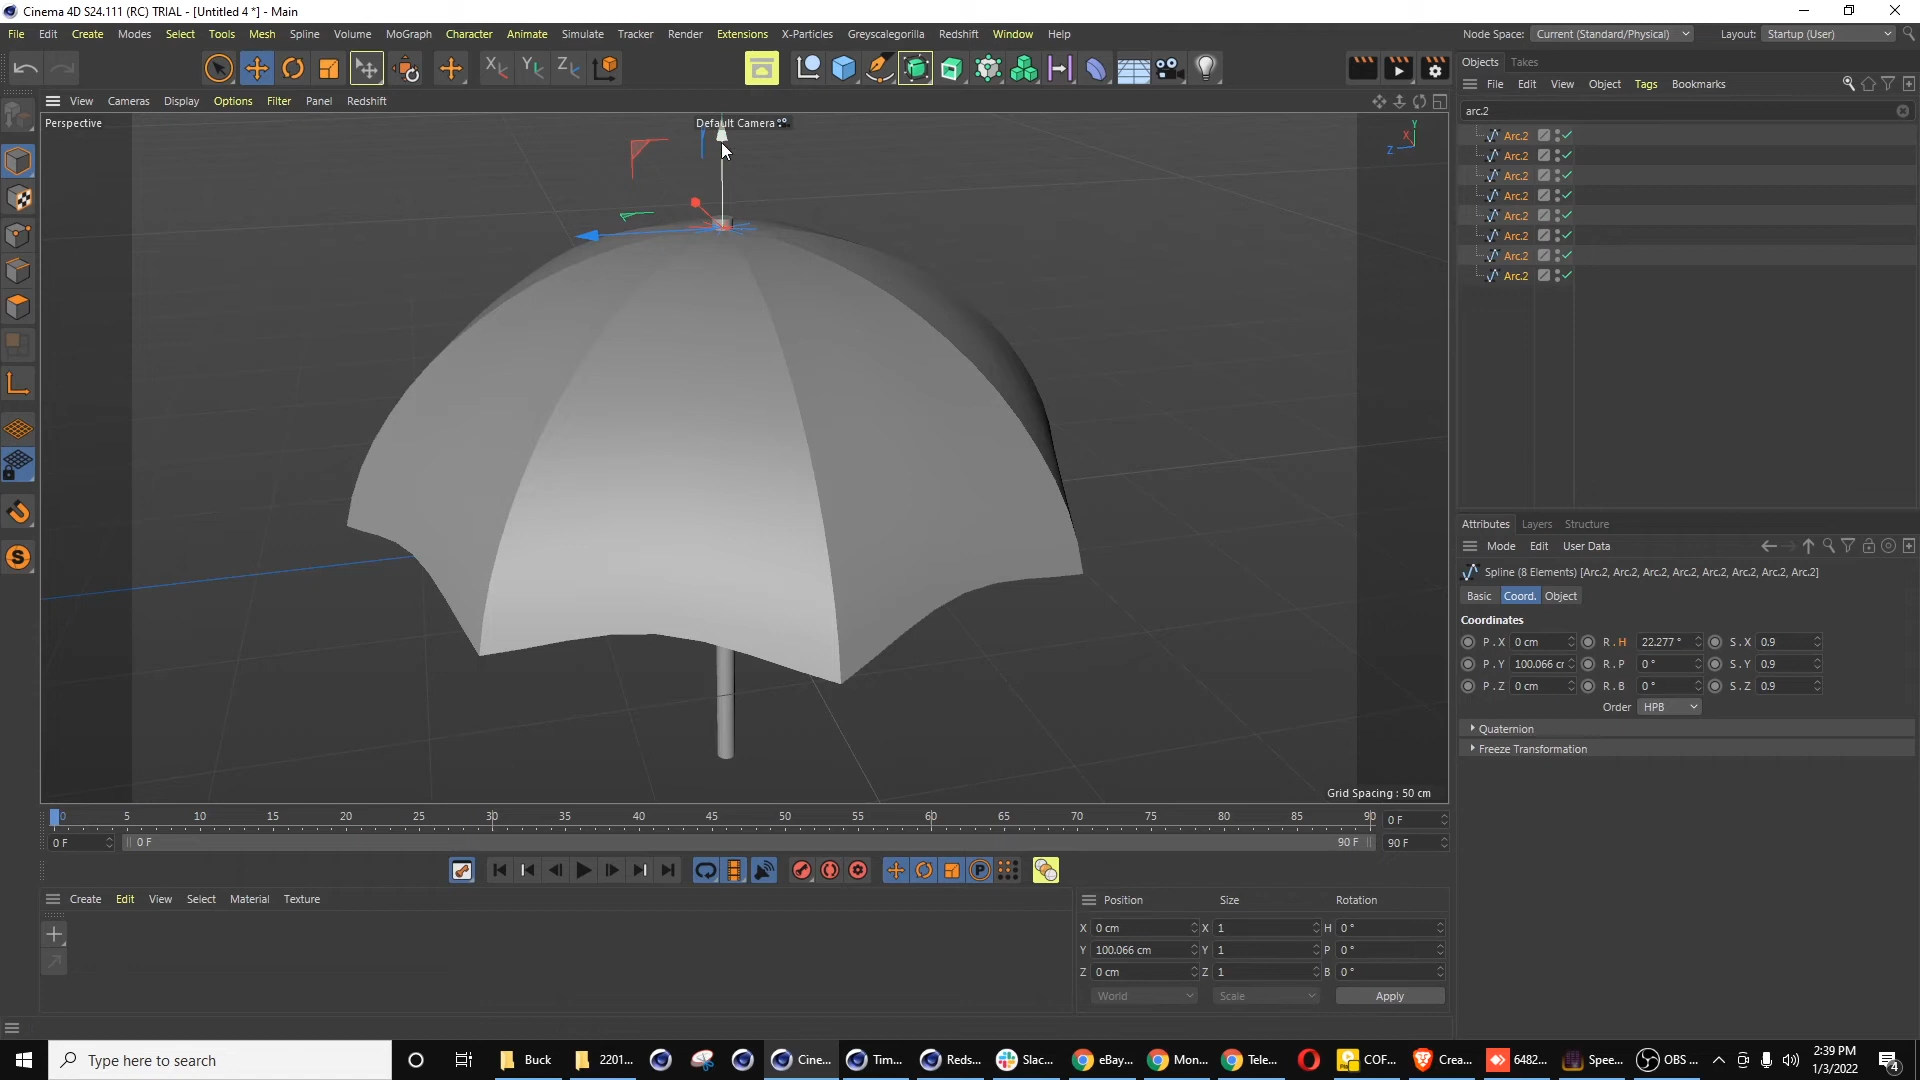 Cinema 4D S24.111 (RC) TRIAL - [Untitled 4 *] - Main
File Edit Create Modes Select Tools Mesh Spline Volume MoGraph Character Animate Simulate Tracker Render Extensions X-Particles Greyscalegorilla Redshift Window Help Node Space: Current (Standard/Physical) Layout: Startup (User)
Objects Takes
View Cameras Display Options Filter Panel Redshift
File Edit View Object Tags Bookmarks
arc.2
Perspective
Default Camera
Y
X
Z
Arc.2
Arc.2
Arc.2
Arc.2
Arc.2
Arc.2
Arc.2
Arc.2
Attributes Layers Structure
Mode Edit User Data
Spline (8 Elements) [Arc.2, Arc.2, Arc.2, Arc.2, Arc.2, Arc.2, Arc.2, Arc.2]
Basic Coord. Object
Coordinates
P . X 0 cm R . H 22.277 ° S . X 0.9
P . Y 100.066 cr R . P 0 ° S . Y 0.9
P . Z 0 cm R . B 0 ° S . Z 0.9
Order HPB
Quaternion
Freeze Transformation
Grid Spacing : 50 cm
0 5 10 15 20 25 30 35 40 45 50 55 60 65 70 75 80 85 90 0 F
0 F 0 F 90 F 90 F
Create Edit View Select Material Texture
Position Size Rotation
X 0 cm X 1 H 0 °
Y 100.066 cm Y 1 P 0 °
Z 0 cm Z 1 B 0 °
World Scale Apply
Type here to search
Buck 2201... Cine... Tim... Reds... Slac... eBay... Mon... Tele... COF... Crea... 6482... Spee... OBS ...
2:39 PM
1/3/2022
4